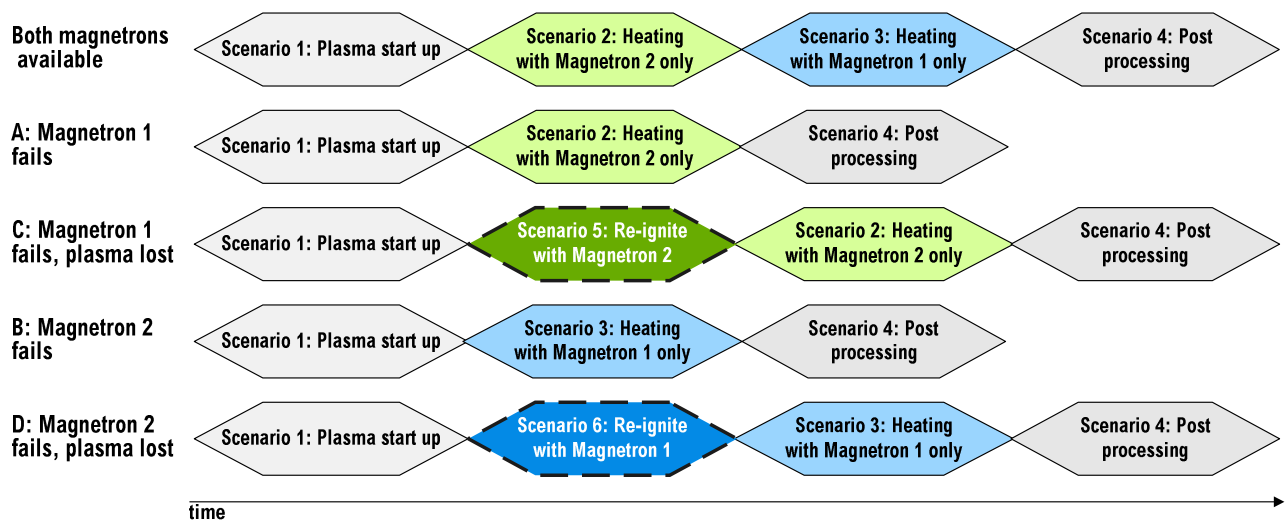 Both magnetrons
available
Scenario 1: Plasma start up
Scenario 2: Heating
with Magnetron 2 only
Scenario 3: Heating
with Magnetron 1 only
Scenario 4: Post
processing
A: Magnetron 1
fails
Scenario 1: Plasma start up
Scenario 2: Heating
with Magnetron 2 only
Scenario 4: Post
processing
C: Magnetron 1
fails, plasma lost
Scenario 1: Plasma start up
Scenario 5: Re-ignite
with Magnetron 2
Scenario 2: Heating
with Magnetron 2 only
Scenario 4: Post
processing
B: Magnetron 2
fails
Scenario 1: Plasma start up
Scenario 3: Heating
with Magnetron 1 only
Scenario 4: Post
processing
D: Magnetron 2
fails, plasma lost
Scenario 1: Plasma start up
Scenario 6: Re-ignite
with Magnetron 1
Scenario 3: Heating
with Magnetron 1 only
Scenario 4: Post
processing
time